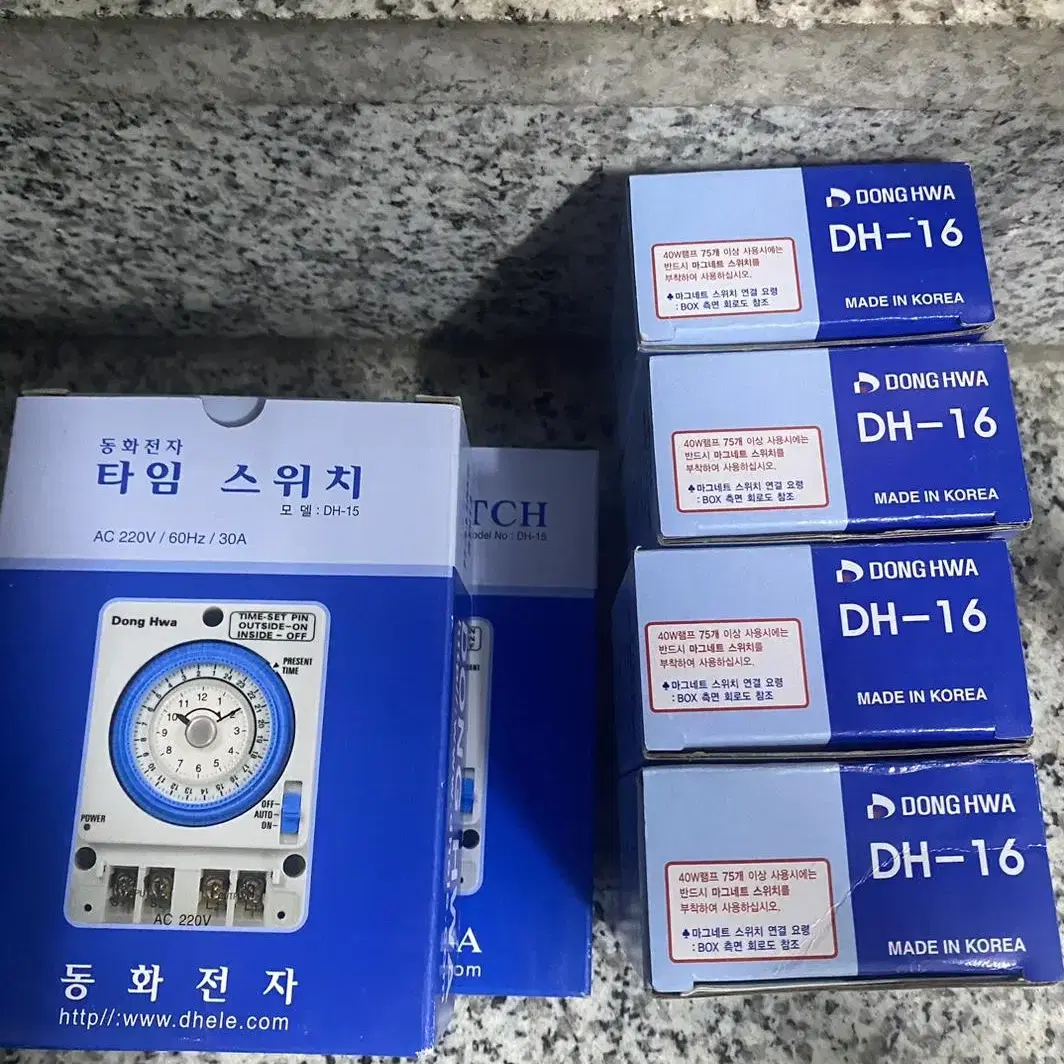 동화전자
타임 스위치
모 델 : DH-15
AC 220V / 60Hz / 30A
Dong Hwa
TIME-SET PIN
OUTSIDE-ON
INSIDE - OFF
PRESENT
TIME
12
1
2
3
4
5
6
7
8
9
10
11
OFF
AUTO
ON
POWER
AC 220V
동 화 전 자
http//:www.dhele.com
TCH
Model No : DH-15
A
om
DONG HWA
DH-16
40W램프 75개 이상 사용시에는
반드시 마그네트 스위치를
부착하여 사용하십시오.
♣마그네트 스위치 연결 요령
: BOX 측면 회로도 참조
MADE IN KOREA
DONG HWA
DH-16
40W램프 75개 이상 사용시에는
반드시 마그네트 스위치를
부착하여 사용하십시오.
♣마그네트 스위치 연결 요령
: BOX 측면 회로도 참조
MADE IN KOREA
DONG HWA
DH-16
40W램프 75개 이상 사용시에는
반드시 마그네트 스위치를
부착하여 사용하십시오.
♣마그네트 스위치 연결 요령
: BOX 측면 회로도 참조
MADE IN KOREA
DONG HWA
DH-16
40W램프 75개 이상 사용시에는
반드시 마그네트 스위치를
부착하여 사용하십시오.
♣마그네트 스위치 연결 요령
: BOX 측면 회로도 참조
MADE IN KOREA